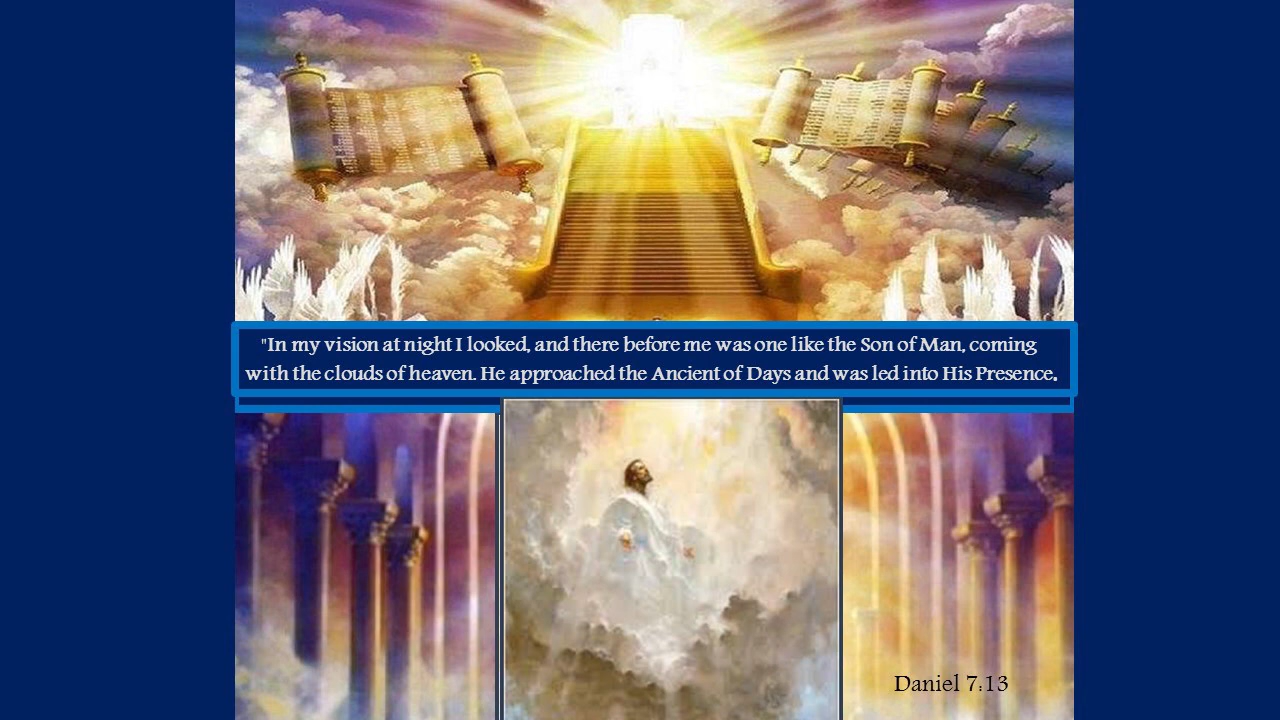 "In my vision at night I looked, and there before me was one like the Son of Man, coming
with the clouds of heaven. He approached the Ancient of Days and was led into His Presence.
Daniel 7:13